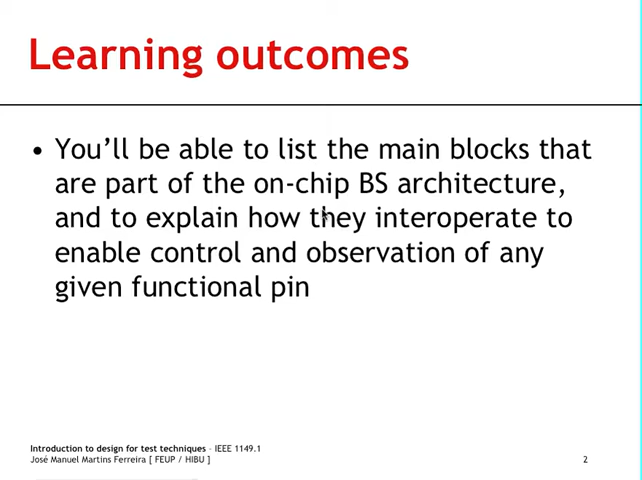 Learning outcomes
• You'll be able to list the main blocks that
are part of the on-chip BS architecture,
and to explain how they interoperate to
enable control and observation of any
given functional pin
Introduction to design for test techniques – IEEE 1149.1
José Manuel Martins Ferreira [ FEUP / HIBU ]
2